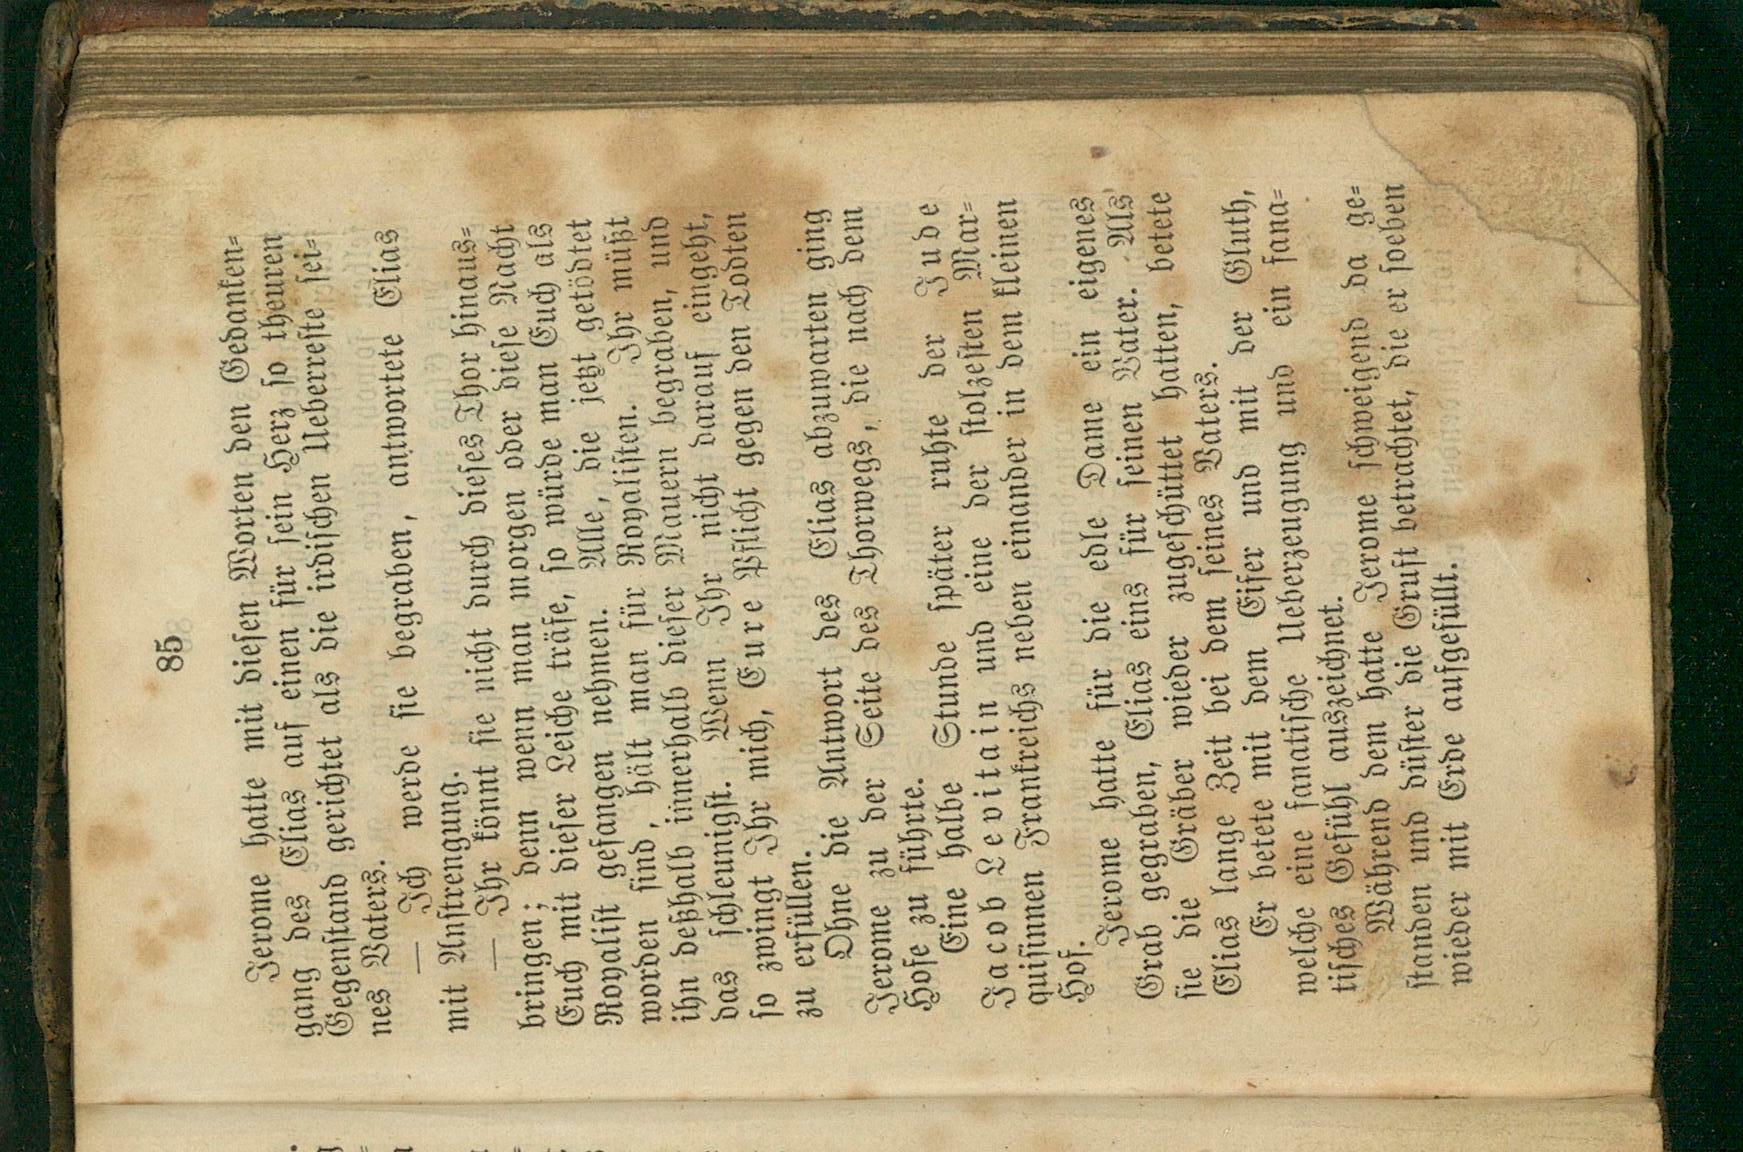 85
Jerome hatte mit diesen Worten den Gedanken=
gang des Elias auf einen für sein Herz so theuren
Gegenstand gerichtet als die irdischen Ueberreste sei=
nes Vaters.
— Ich werde sie begraben, antwortete Elias
mit Anstrengung.
— Ihr könnt sie nicht durch dieses Thor hinaus=
bringen; denn wenn man morgen oder diese Nacht
Euch mit dieser Leiche träfe, so würde man Euch als
Royalist gefangen nehmen. Alle, die jetzt getödtet
worden sind, hält man für Royalisten. Ihr müßt
ihn deßhalb innerhalb dieser Mauern begraben, und
das schleunigst. Wenn Ihr nicht darauf eingeht,
so zwingt Ihr mich, Eure Pflicht gegen den Todten
zu erfüllen.
Ohne die Antwort des Elias abzuwarten ging
Jerome zu der Seite des Thorwegs, die nach dem
Hofe zu führte.
Eine halbe Stunde später ruhte der Jude
Jacob Levitain und eine der stolzesten Mar=
quisinnen Frankreichs neben einander in dem kleinen
Hof.
Jerome hatte für die edle Dame ein eigenes
Grab gegraben, Elias eins für seinen Vater. Als
sie die Gräber wieder zugeschüttet hatten, betete
Elias lange Zeit bei dem seines Vaters.
Er betete mit dem Eifer und mit der Gluth,
welche eine fanatische Ueberzeugung und ein fana=
tisches Gefühl auszeichnet.
Während dem hatte Jerome schweigend da ge=
standen und düster die Gruft betrachtet, die er soeben
wieder mit Erde aufgefüllt.